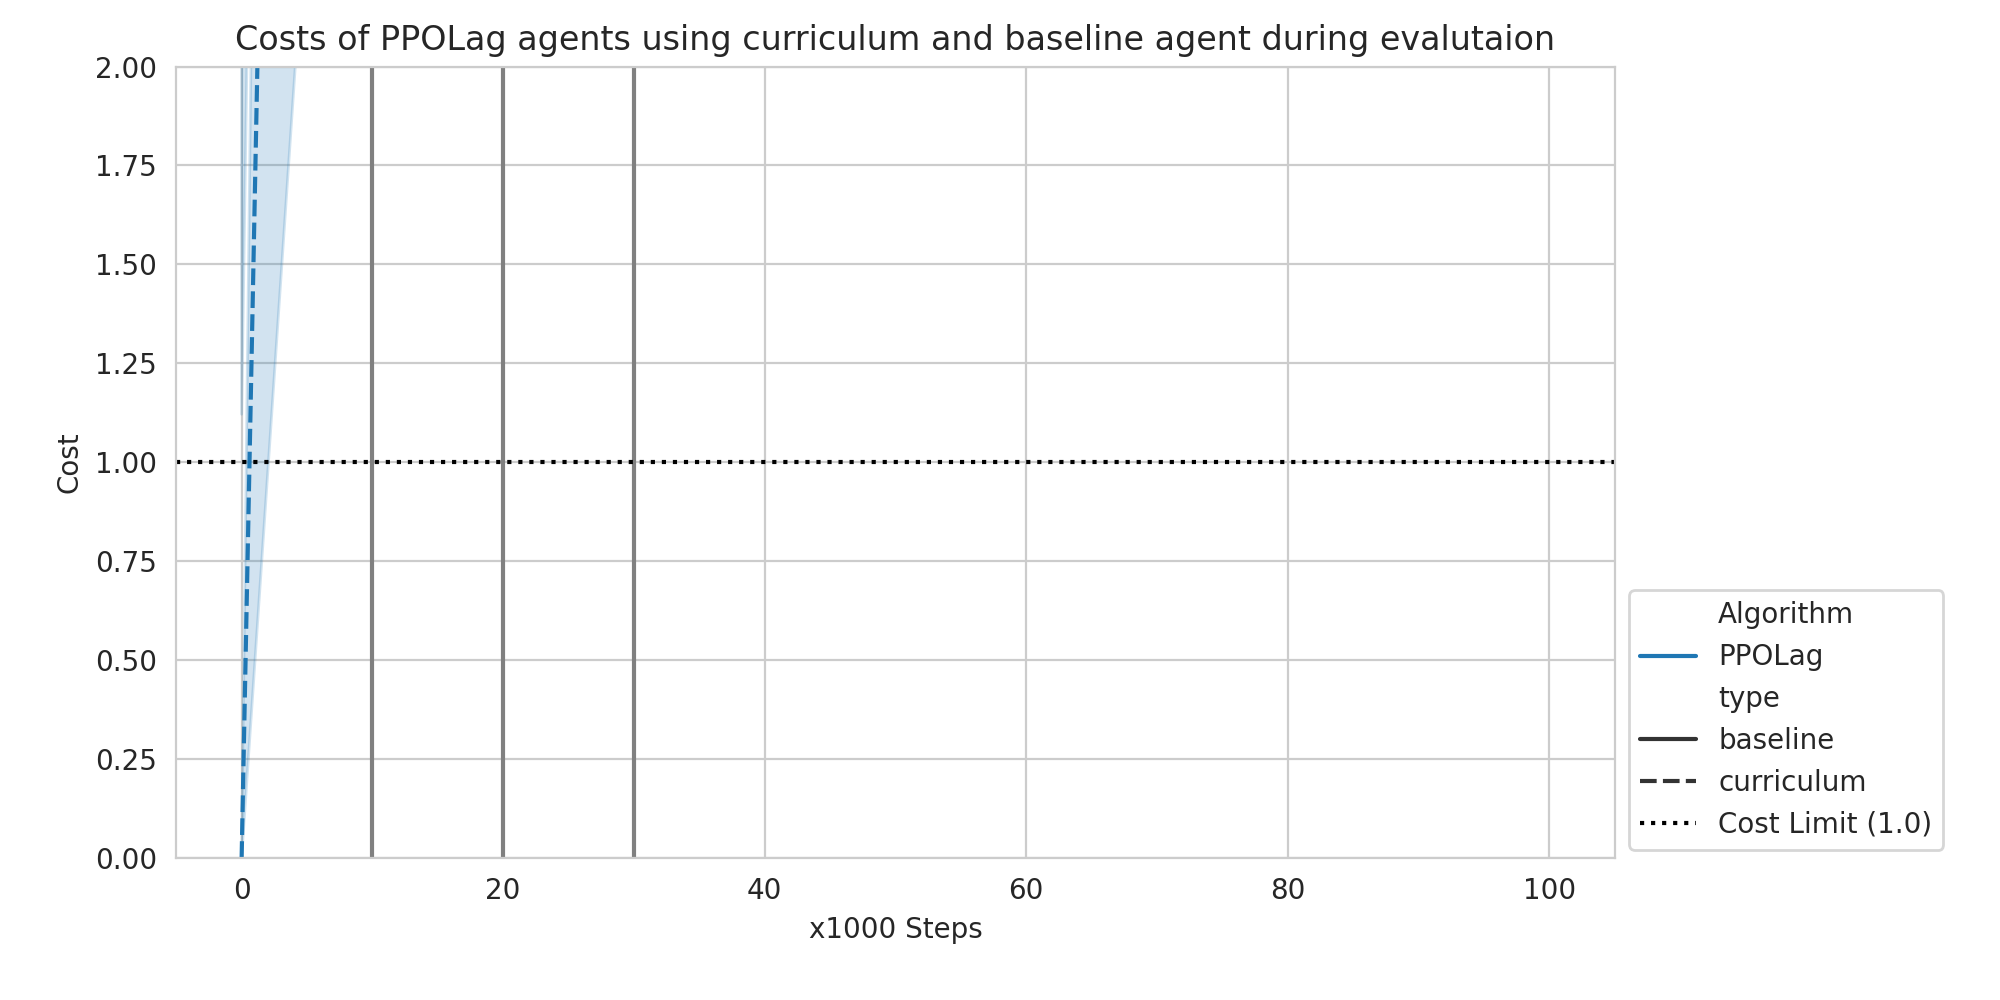 Costs of PPOLag agents using curriculum and baseline agent during evalutaion
2.00
1.75
1.50
1.25
1.00
0.75
0.50
0.25
0.00
Cost
0 20 40 60 80 100
x1000 Steps
Algorithm
PPOLag
type
baseline
curriculum
Cost Limit (1.0)